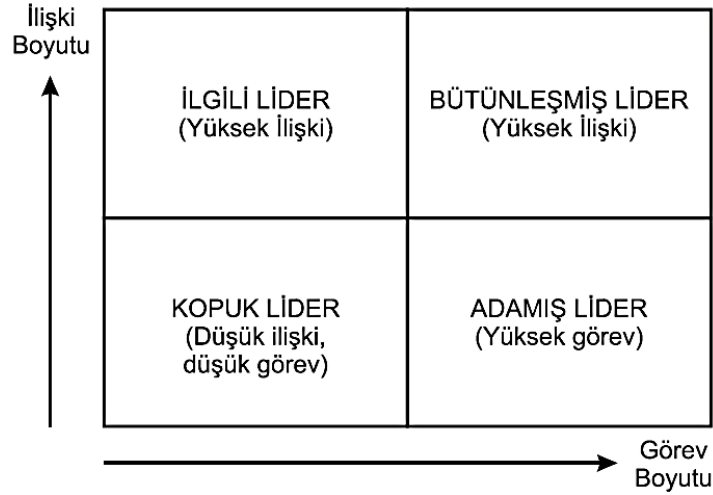 İlişki
Boyutu
İLGİLİ LİDER
(Yüksek İlişki)
BÜTÜNLEŞMİŞ LİDER
(Yüksek İlişki)
KOPUK LİDER
(Düşük ilişki,
düşük görev)
ADAMIŞ LİDER
(Yüksek görev)
Görev
Boyutu